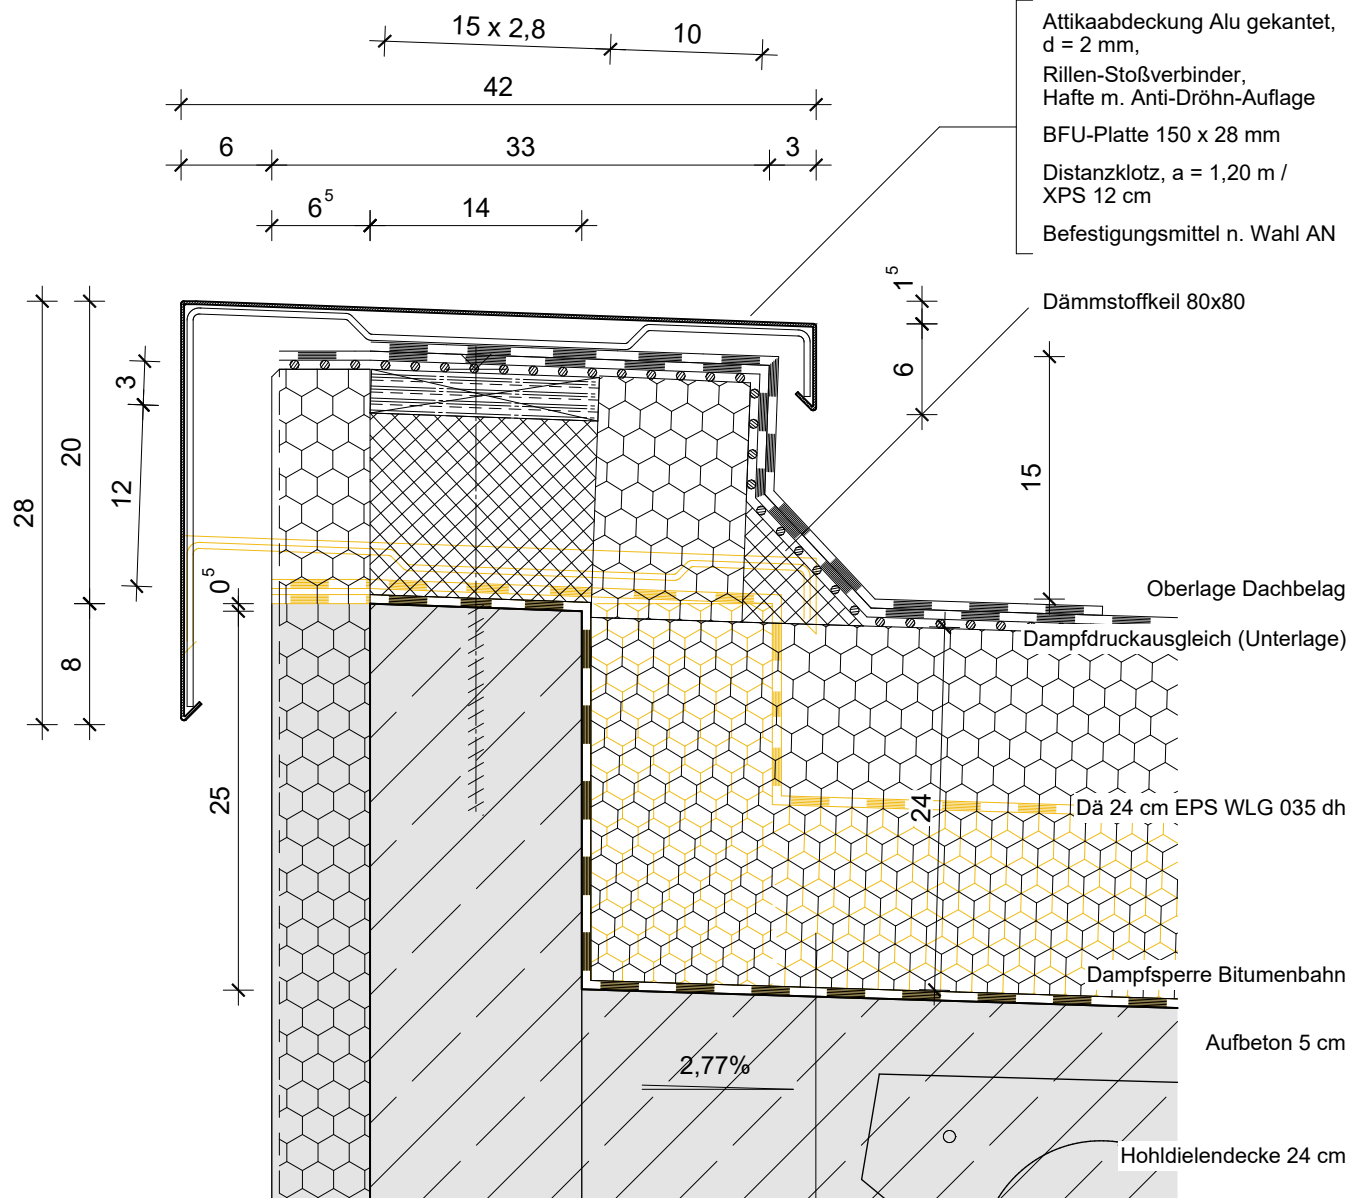 15 x 2,8
10
42
6
33
3
6⁵
14
Attikaabdeckung Alu gekantet,
d = 2 mm,
Rillen-Stoßverbinder,
Hafte m. Anti-Dröhn-Auflage
BFU-Platte 150 x 28 mm
Distanzklotz, a = 1,20 m /
XPS 12 cm
Befestigungsmittel n. Wahl AN
1⁵
Dämmstoffkeil 80x80
3
6
20
15
12
28
0⁵
Oberlage Dachbelag
Dampfdruckausgleich (Unterlage)
8
25
24
Dä 24 cm EPS WLG 035 dh
Dampfsperre Bitumenbahn
Aufbeton 5 cm
2,77%
Hohldielendecke 24 cm